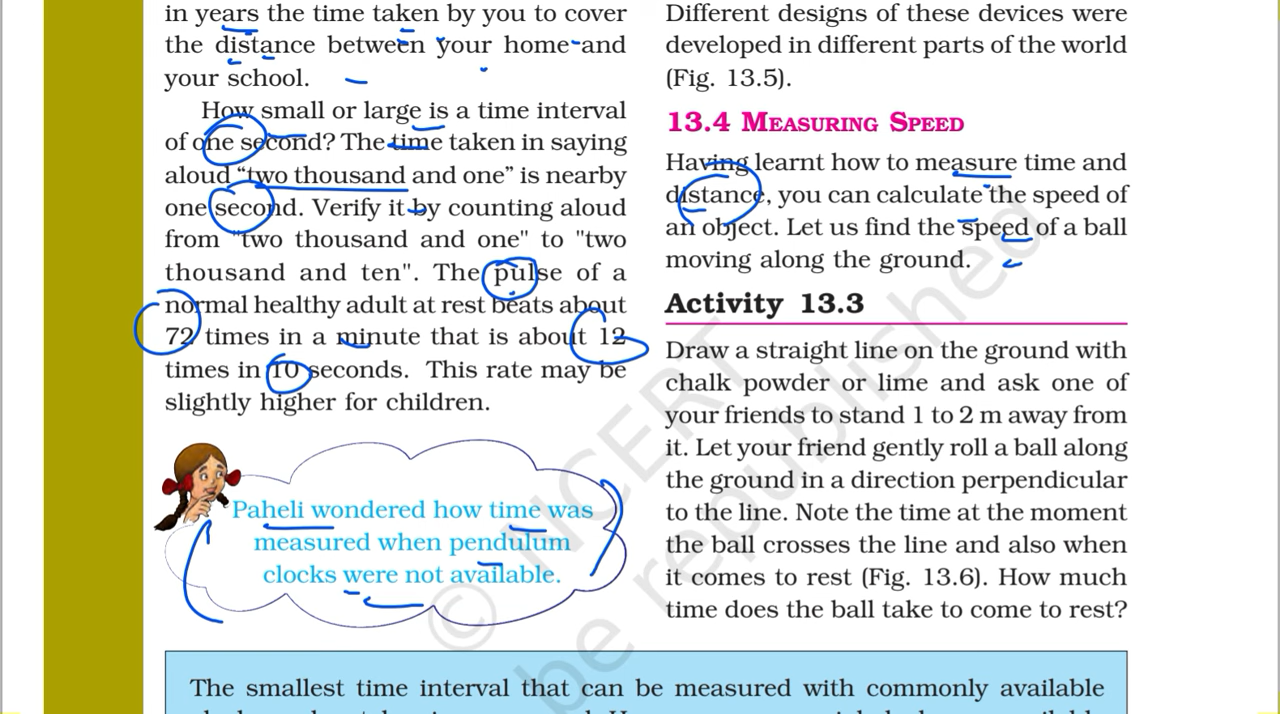 in years the time taken by you to cover
the distance between your home and
your school.
How small or large is a time interval
of one second? The time taken in saying
aloud “two thousand and one” is nearby
one second. Verify it by counting aloud
from "two thousand and one" to "two
thousand and ten". The pulse of a
normal healthy adult at rest beats about
72 times in a minute that is about 12
times in 10 seconds. This rate may be
slightly higher for children.
Paheli wondered how time was
measured when pendulum
clocks were not available.
Different designs of these devices were
developed in different parts of the world
(Fig. 13.5).
13.4 MEASURING SPEED
Having learnt how to measure time and
distance, you can calculate the speed of
an object. Let us find the speed of a ball
moving along the ground.
Activity 13.3
Draw a straight line on the ground with
chalk powder or lime and ask one of
your friends to stand 1 to 2 m away from
it. Let your friend gently roll a ball along
the ground in a direction perpendicular
to the line. Note the time at the moment
the ball crosses the line and also when
it comes to rest (Fig. 13.6). How much
time does the ball take to come to rest?
The smallest time interval that can be measured with commonly available
© NCERT
be republished